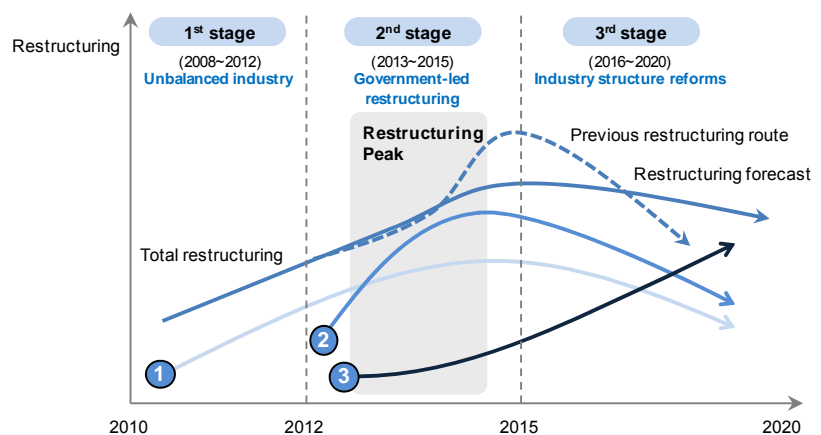 1st stage
2nd stage
3rd stage
Restructuring
(2008~2012)
(2013~2015)
(2016~2020)
Unbalanced industry
Government-led
restructuring
Industry structure reforms
Restructuring
Peak
Previous restructuring route
Restructuring forecast
Total restructuring
2
1
3
2010
2012
2015
2020